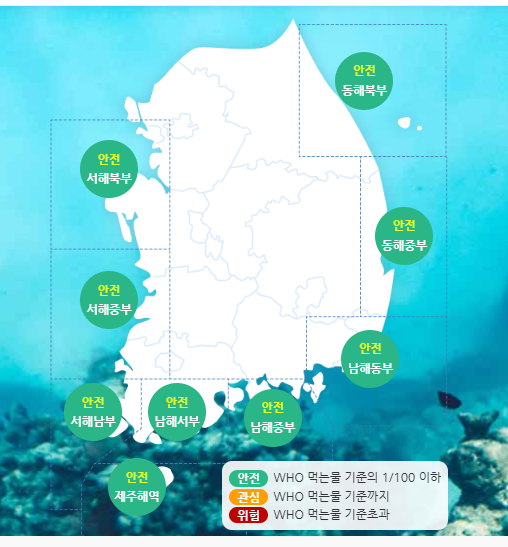 안전
동해북부
안전
서해북부
안전
동해중부
안전
서해중부
안전
남해동부
안전
서해남부
안전
남해서부
안전
남해중부
안전
제주해역
안전 WHO 먹는물 기준의 1/100 이하
관심 WHO 먹는물 기준까지
위험 WHO 먹는물 기준초과